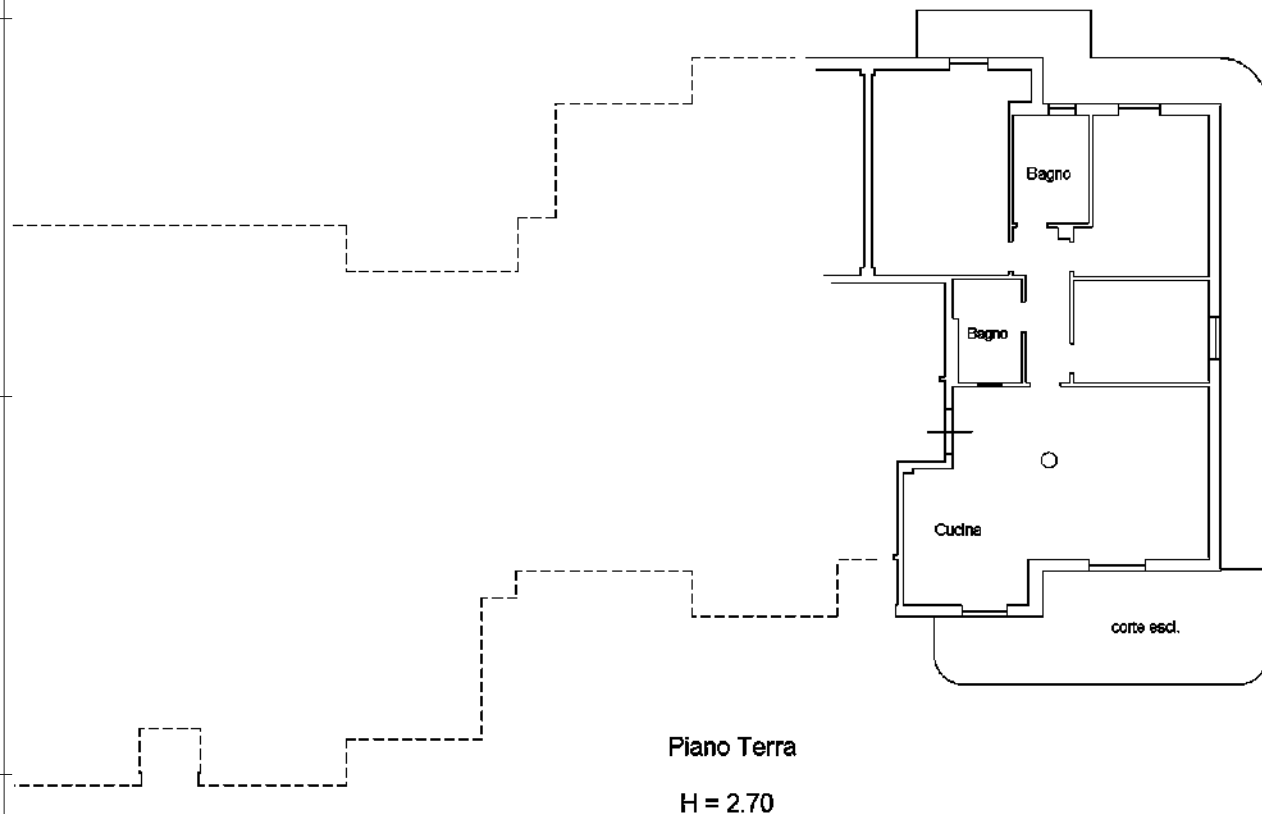 Bagno
Bagno
Cucina
corte escl.
Piano Terra
H = 2.70